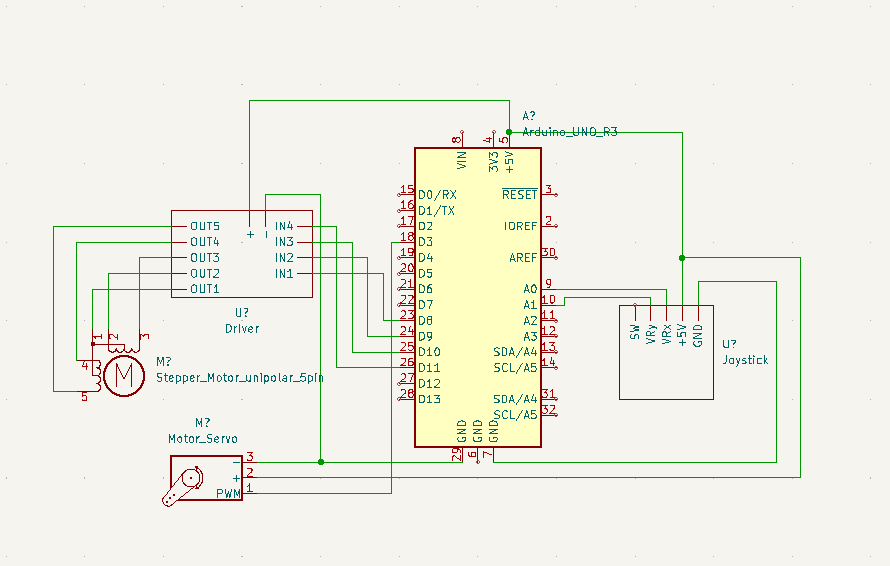 A?
Arduino_UNO_R3
8
4
5
VIN
3V3
+5V
15 D0/RX
16 D1/TX
17 D2
18 D3
19 D4
20 D5
21 D6
22 D7
23 D8
24 D9
25 D10
26 D11
27 D12
28 D13
RESET 3
IOREF 2
AREF 30
A0 9
A1 10
A2 11
A3 12
SDA/A4 13
SCL/A5 14
SDA/A4 31
SCL/A5 32
GND
GND
GND
29
6
7
OUT5
OUT4
OUT3
OUT2
OUT1
+
-
IN4
IN3
IN2
IN1
U?
Driver
1
2
3
4
5
M
M?
Stepper_Motor_unipolar_5pin
M?
Motor_Servo
- 3
+ 2
PWM 1
SW
VRy
VRx
+5V
GND
U?
Joystick